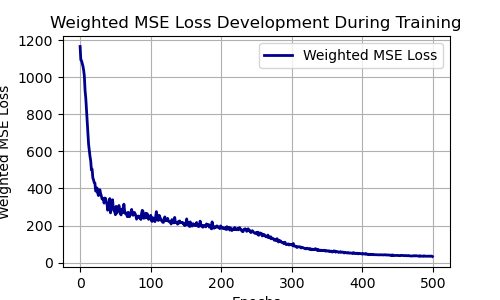 Weighted MSE Loss Development During Training
Weighted MSE Loss
Weighted MSE Loss
1200
1000
800
600
400
200
0
0 100 200 300 400 500
Epochs